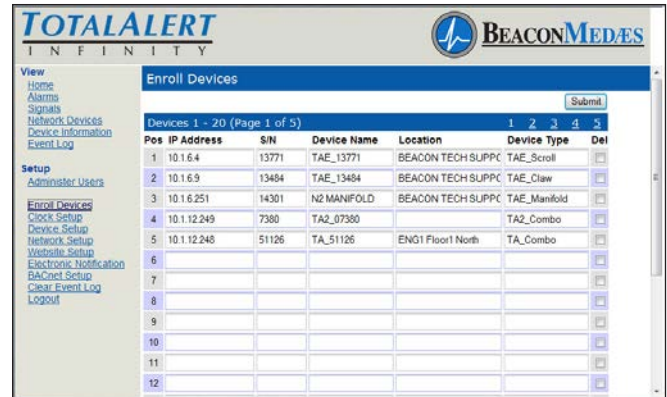 TOTALALERT
INFINITY
BEACONMEDÆS
View
Home
Alarms
Signals
Network Devices
Device Information
Event Log
Setup
Administer Users
Enroll Devices
Clock Setup
Device Setup
Network Setup
Website Setup
Electronic Notification
BACnet Setup
Clear Event Log
Logout
Enroll Devices
Submit
Devices 1 - 20 (Page 1 of 5) 1 2 3 4 5
Pos IP Address S/N Device Name Location Device Type Del
1 10.1.6.4 13771 TAE_13771 BEACON TECH SUPPC TAE_Scroll
2 10.1.6.9 13484 TAE_13484 BEACON TECH SUPPC TAE_Claw
3 10.1.6.251 14301 N2 MANIFOLD BEACON TECH SUPPC TAE_Manifold
4 10.1.12.249 7380 TA2_07380 TA2_Combo
5 10.1.12.248 51126 TA_51126 ENG1 Floor1 North TA_Combo
6
7
8
9
10
11
12